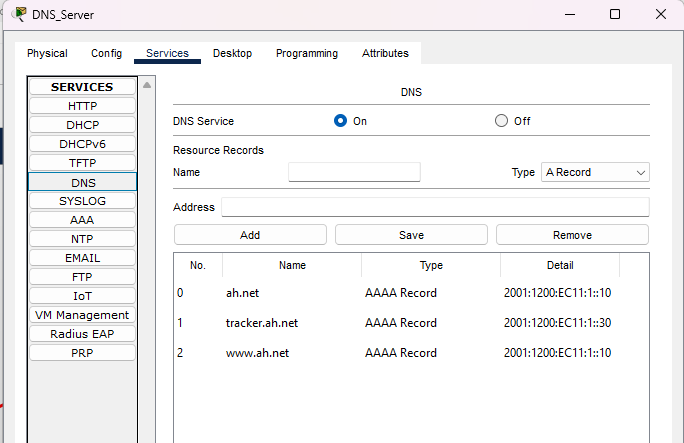 DNS_Server
Physical Config Services Desktop Programming Attributes
SERVICES
HTTP
DHCP
DHCPv6
TFTP
DNS
SYSLOG
AAA
NTP
EMAIL
FTP
IoT
VM Management
Radius EAP
PRP
DNS
DNS Service On Off
Resource Records
Name Type A Record
Address
Add Save Remove
No. Name Type Detail
0 ah.net AAAA Record 2001:1200:EC11:1::10
1 tracker.ah.net AAAA Record 2001:1200:EC11:1::30
2 www.ah.net AAAA Record 2001:1200:EC11:1::10